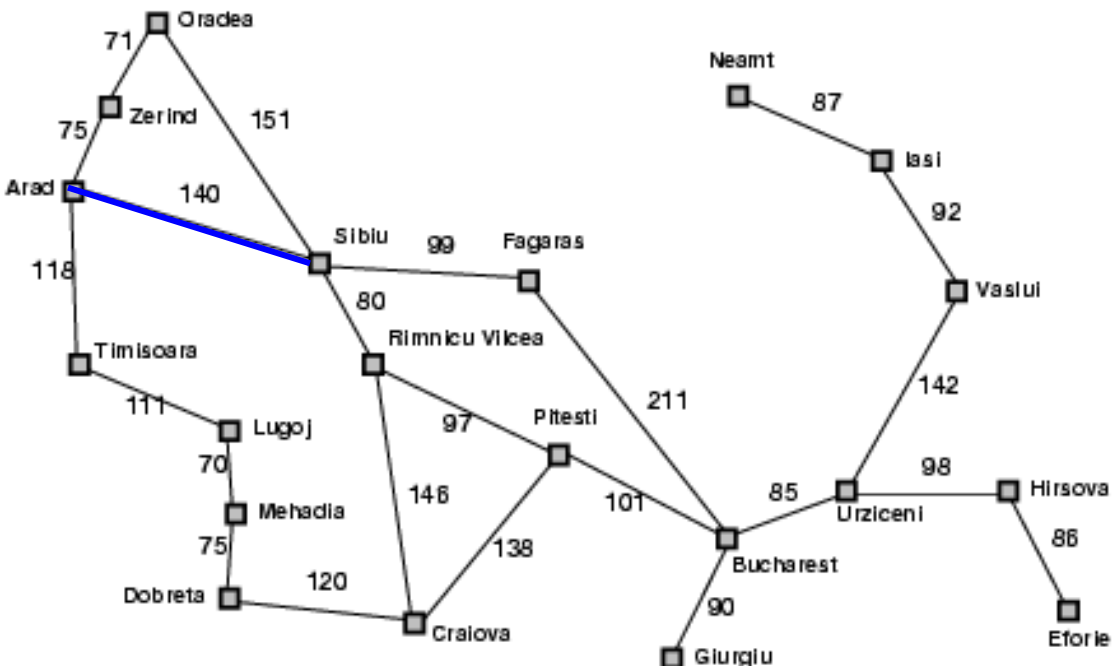 Oradea
71
Neamt
87
Zerind
151
75
Iasi
Arad
140
92
Sibiu
99
Fagaras
118
80
Vaslui
Rimnicu Vilcea
Timisoara
142
111
211
Pitesti
97
Lugoj
70
98
146
101
85
Hirsova
Mehadia
Urziceni
75
138
86
Bucharest
120
Dobreta
90
Craiova
Eforie
Giurgiu